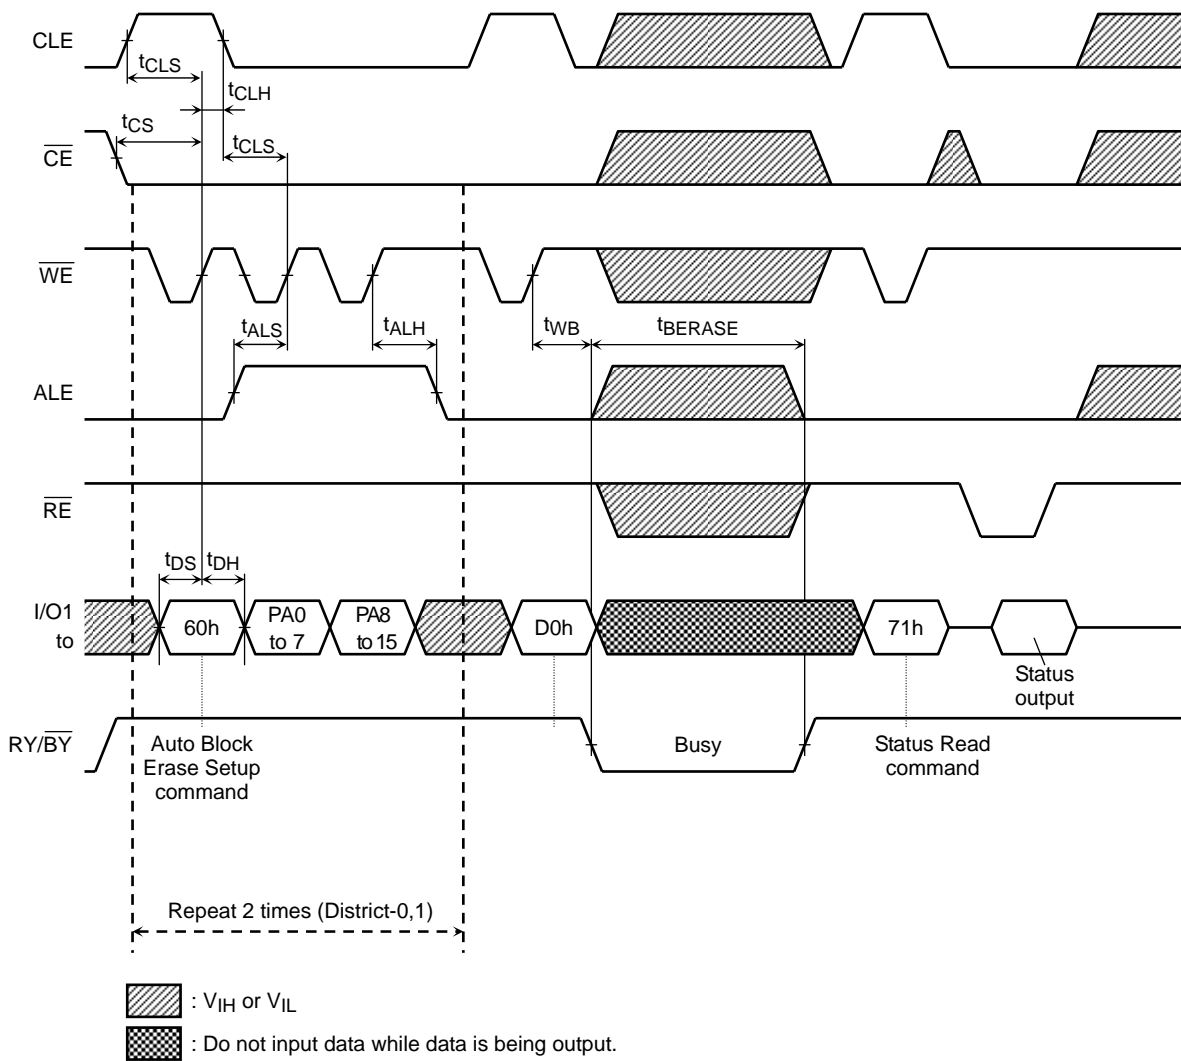 CLE
tCLS
tCLH
tCS
tCLS
CE
WE
tALS
tALH
tWB
tBERASE
ALE
RE
tDS
tDH
I/O1
to
60h
PA0
to 7
PA8
to 15
D0h
71h
Status
output
RY/BY
Auto Block
Erase Setup
command
Busy
Status Read
command
Repeat 2 times (District-0,1)
: VIH or VIL
: Do not input data while data is being output.